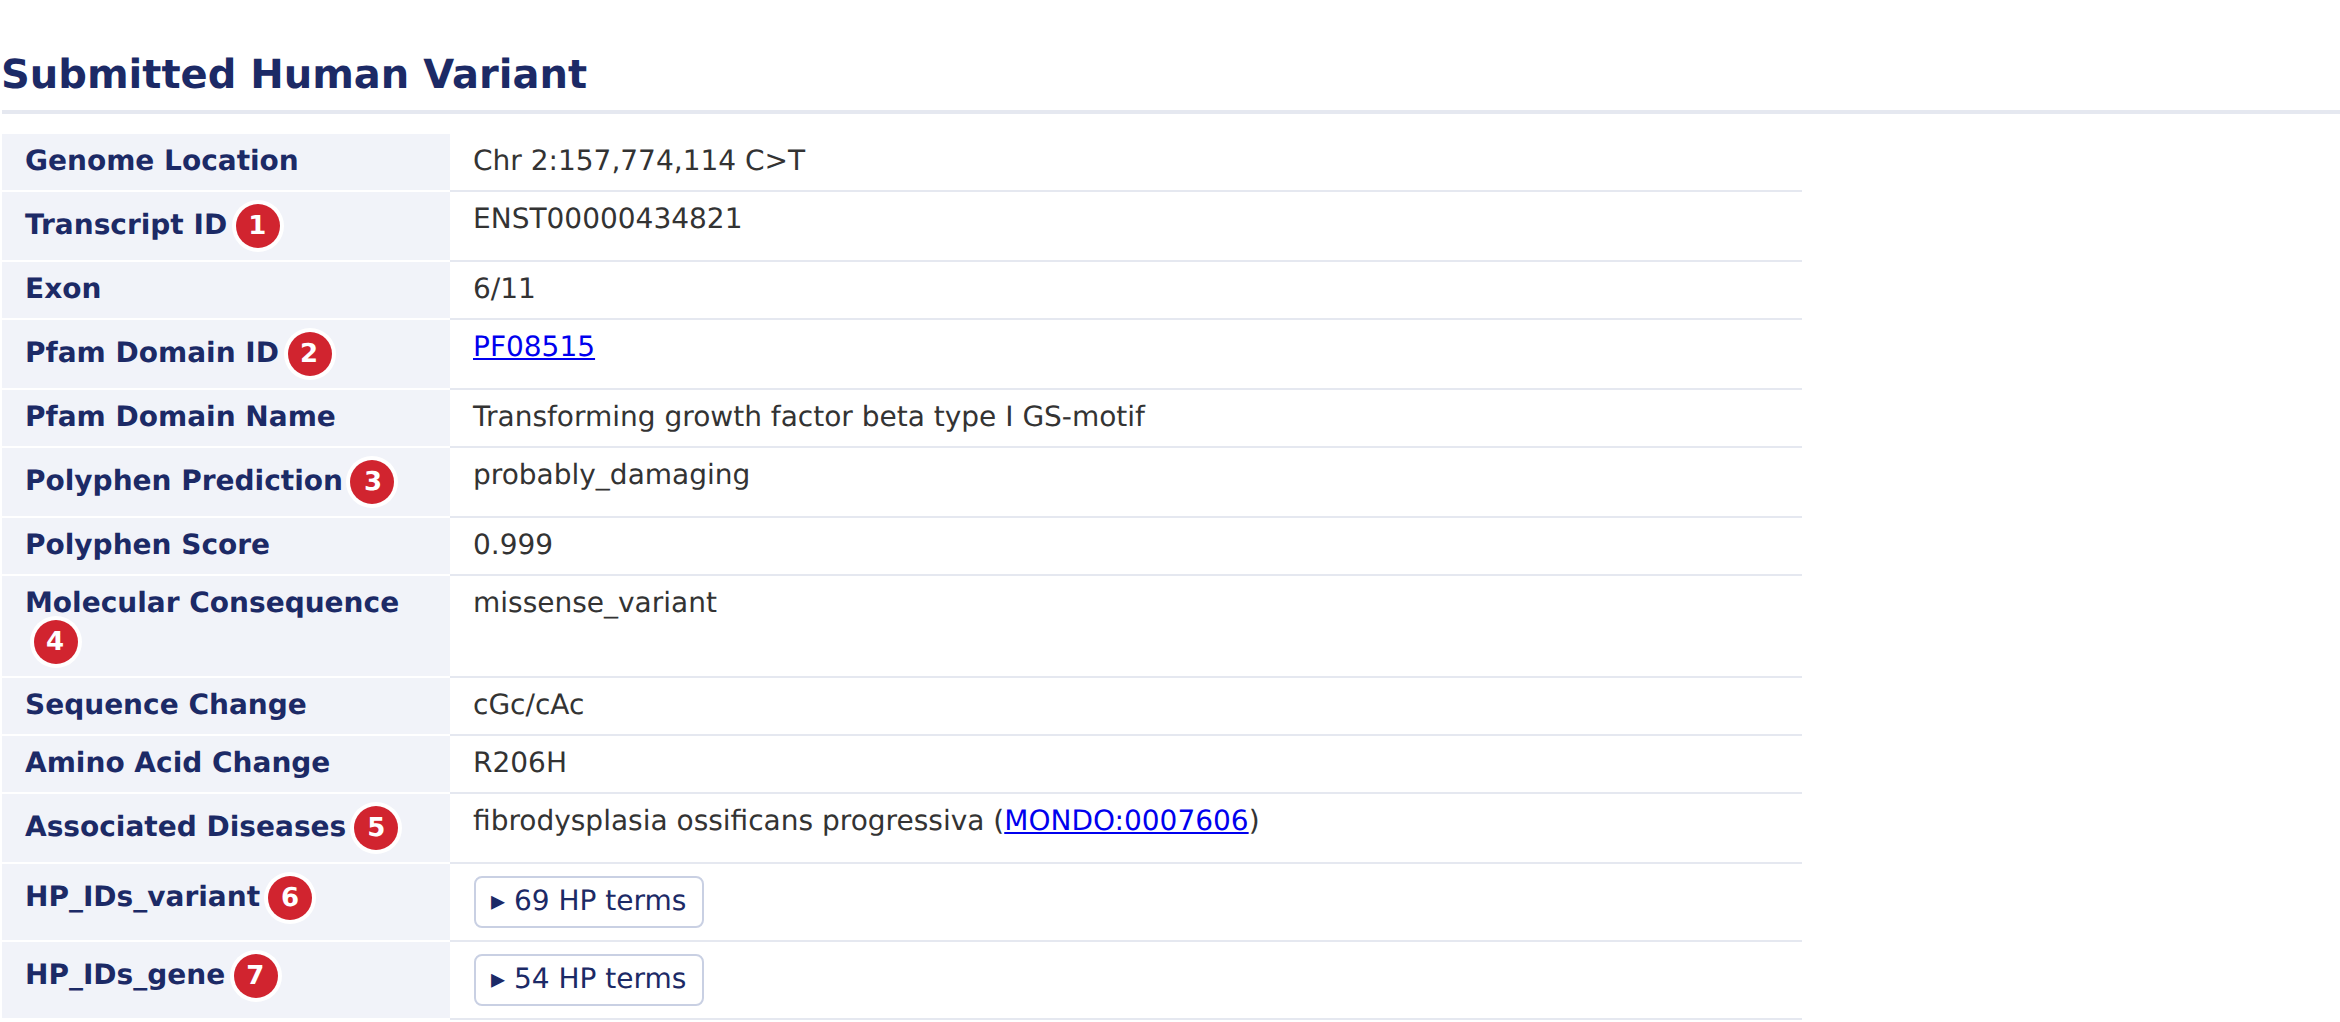 Submitted Human Variant
Genome Location Chr 2:157,774,114 C>T
Transcript ID 1 ENST00000434821
Exon 6/11
Pfam Domain ID 2 PF08515
Pfam Domain Name Transforming growth factor beta type I GS-motif
Polyphen Prediction 3 probably_damaging
Polyphen Score 0.999
Molecular Consequence missense_variant
4
Sequence Change cGc/cAc
Amino Acid Change R206H
Associated Diseases 5 fibrodysplasia ossificans progressiva (MONDO:0007606)
HP_IDs_variant 6 ▸ 69 HP terms
HP_IDs_gene 7 ▸ 54 HP terms